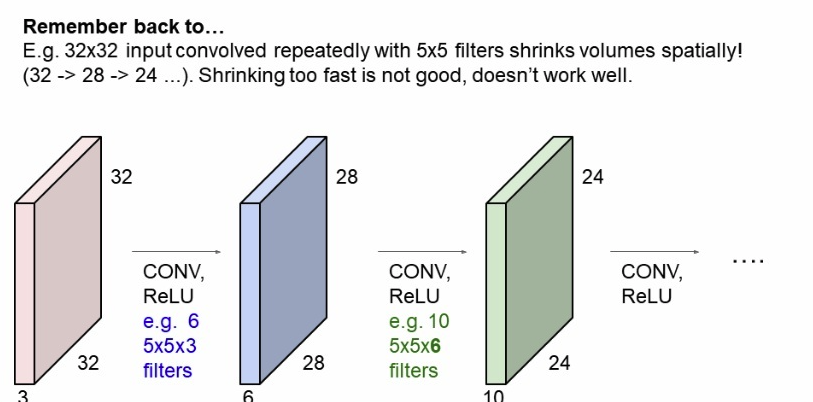 Remember back to...
E.g. 32x32 input convolved repeatedly with 5x5 filters shrinks volumes spatially!
(32 -> 28 -> 24 ...). Shrinking too fast is not good, doesn't work well.
32
32
3
CONV,
ReLU
e.g. 6
5x5x3
filters
28
28
6
CONV,
ReLU
e.g. 10
5x5x6
filters
24
24
10
CONV,
ReLU
....